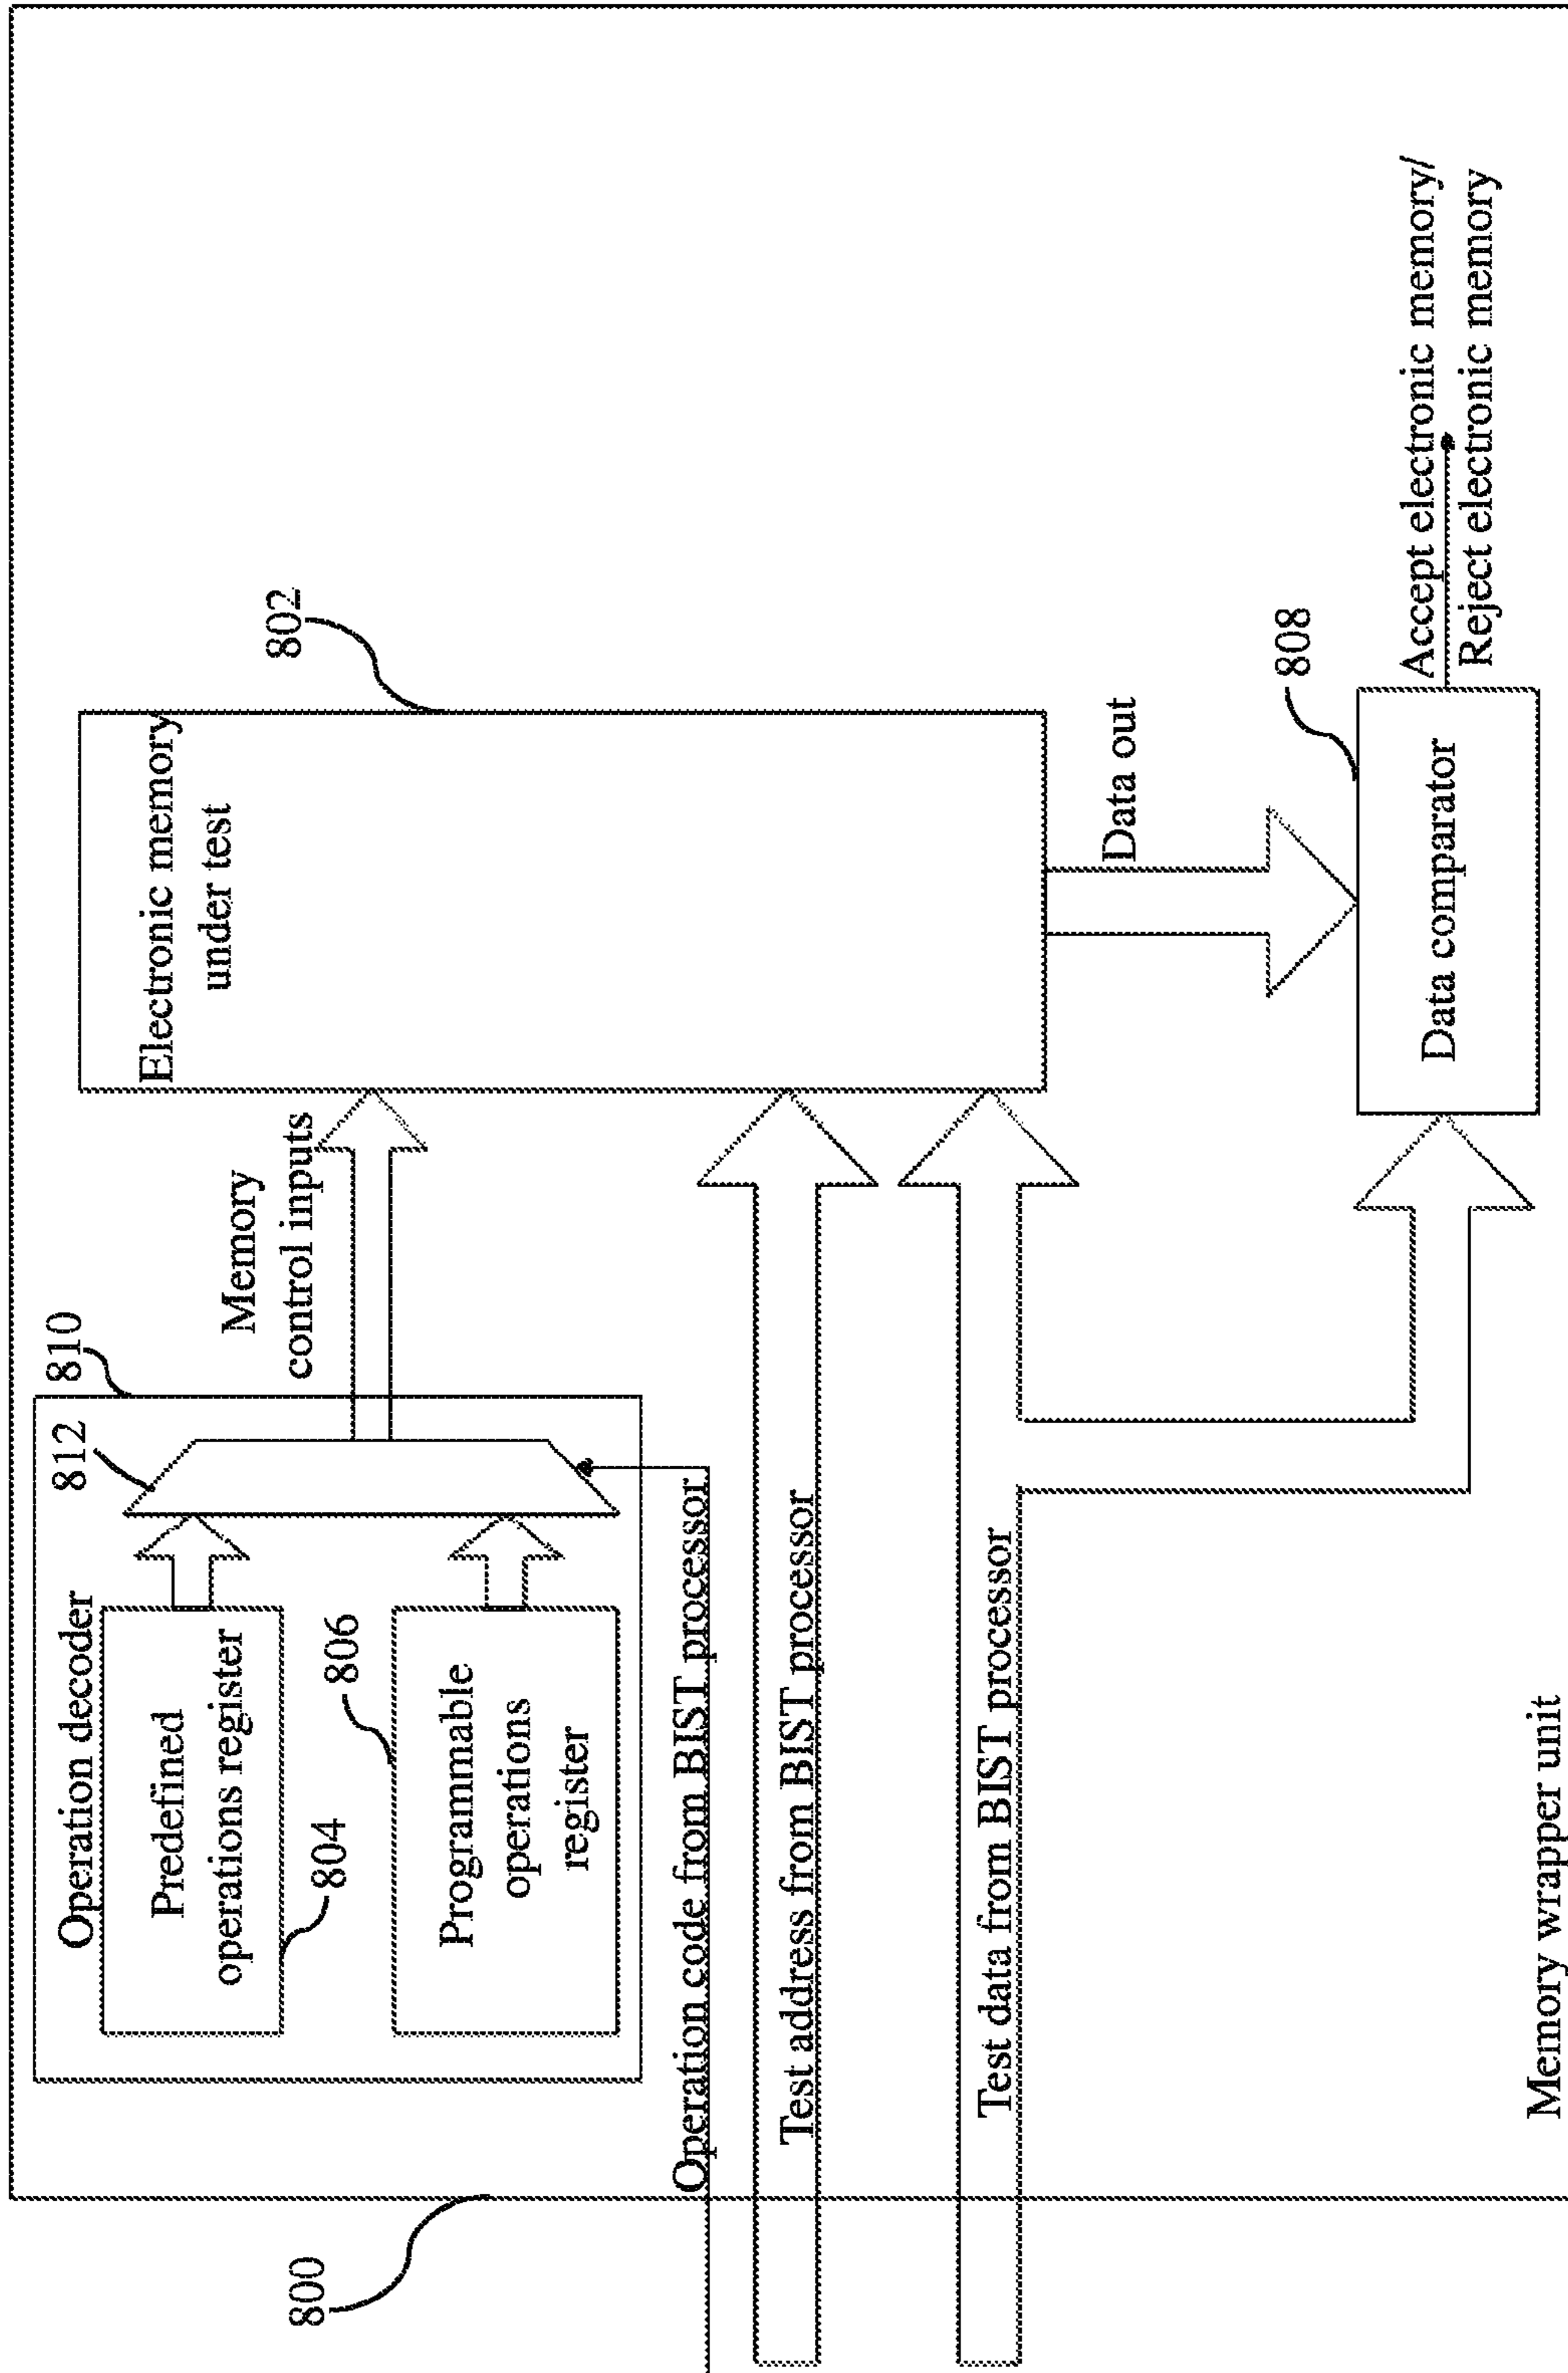 800
810
Operation decoder
812
Predefined
operations register
804
806
Programmable
operations
register
Memory
control inputs
802
Electronic memory
under test
Operation code from BIST processor
Test address from BIST processor
Test data from BIST processor
Data out
808
Data comparator
Accept electronic memory/
Reject electronic memory
Memory wrapper unit